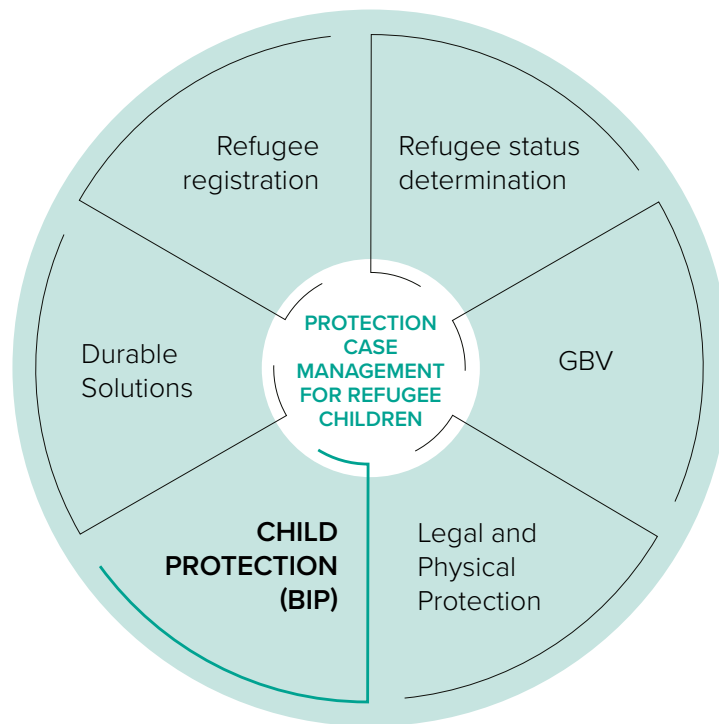 Refugee
registration
Refugee status
determination
PROTECTION
CASE
MANAGEMENT
FOR REFUGEE
CHILDREN
Durable
Solutions
GBV
CHILD
PROTECTION
(BIP)
Legal and
Physical
Protection